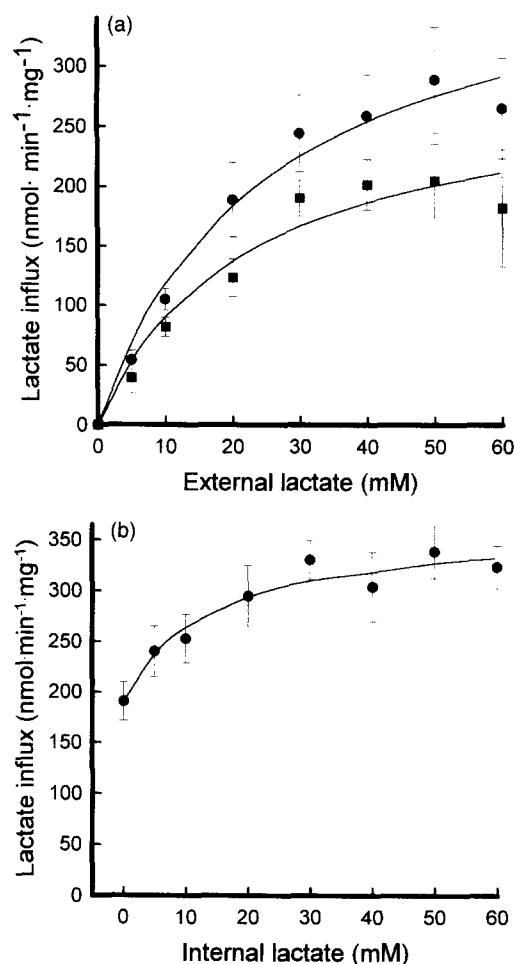 (a)
300
250
200
150
100
50
0
Lactate influx (nmol· min⁻¹·mg⁻¹)
0 10 20 30 40 50 60
External lactate (mM)
(b)
350
300
250
200
150
100
50
0
Lactate influx (nmol·min⁻¹·mg⁻¹)
0 10 20 30 40 50 60
Internal lactate (mM)